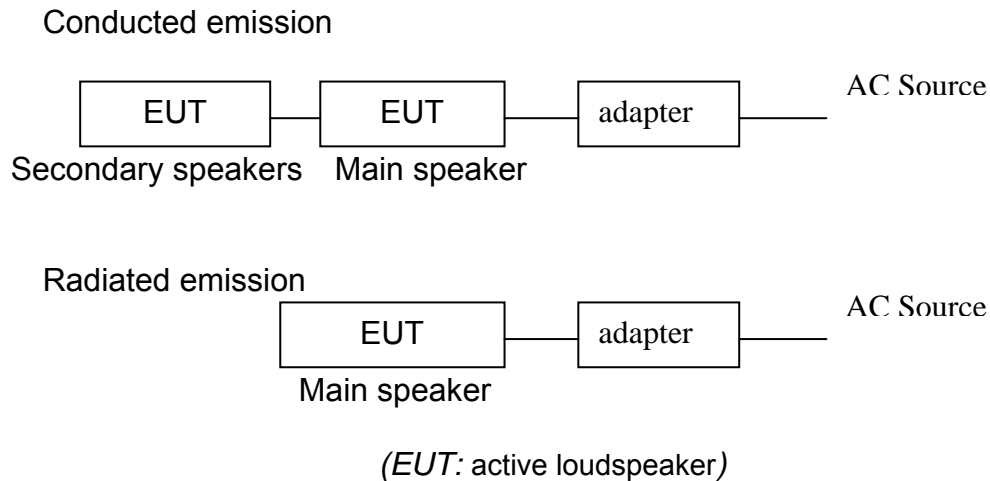 Conducted emission
AC Source
EUT EUT adapter
Secondary speakers Main speaker
Radiated emission
AC Source
EUT adapter
Main speaker
(EUT: active loudspeaker)